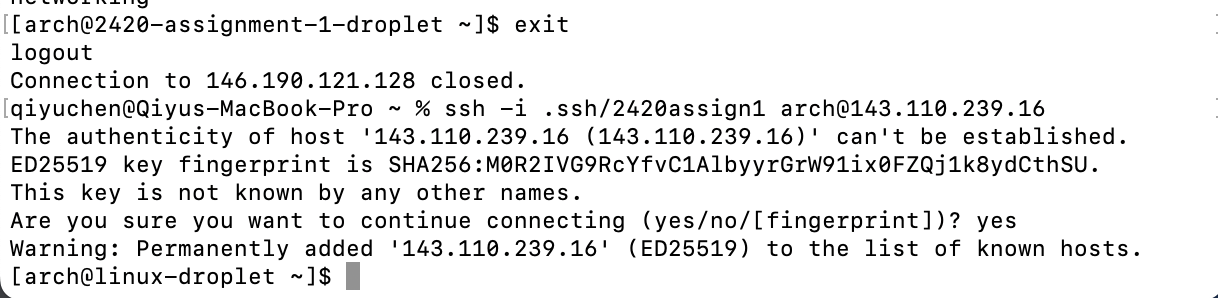 networking
[[arch@2420-assignment-1-droplet ~]$ exit
logout
Connection to 146.190.121.128 closed.
[qiyuchen@Qiyus-MacBook-Pro ~ % ssh -i .ssh/2420assign1 arch@143.110.239.16
The authenticity of host '143.110.239.16 (143.110.239.16)' can't be established.
ED25519 key fingerprint is SHA256:M0R2IVG9RcYfvC1AlbyyrGrW91ix0FZQj1k8ydCthSU.
This key is not known by any other names.
Are you sure you want to continue connecting (yes/no/[fingerprint])? yes
Warning: Permanently added '143.110.239.16' (ED25519) to the list of known hosts.
[arch@linux-droplet ~]$